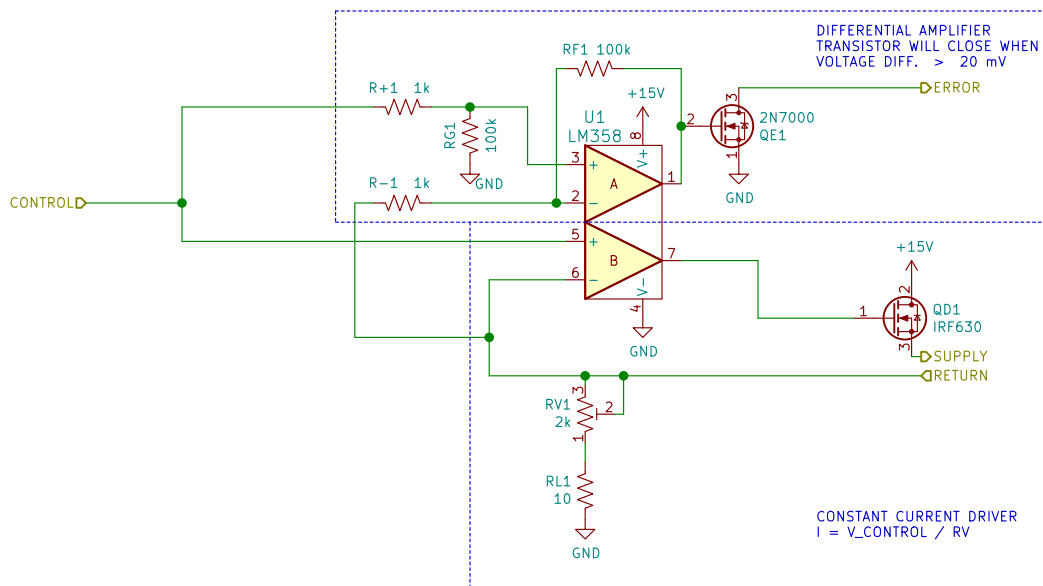 DIFFERENTIAL AMPLIFIER
TRANSISTOR WILL CLOSE WHEN
VOLTAGE DIFF. > 20 mV
RF1 100k
ERROR
+15V
R+1 1k
3
2
2N7000
QE1
1
GND
U1
LM358
8
V+
RG1
100k
GND
3
+
A
1
R-1 1k
2
-
CONTROL
5
+
B
7
6
-
V-
4
GND
+15V
2
1
QD1
IRF630
3
SUPPLY
RETURN
3
RV1
2k
2
1
RL1
10
GND
CONSTANT CURRENT DRIVER
I = V_CONTROL / RV